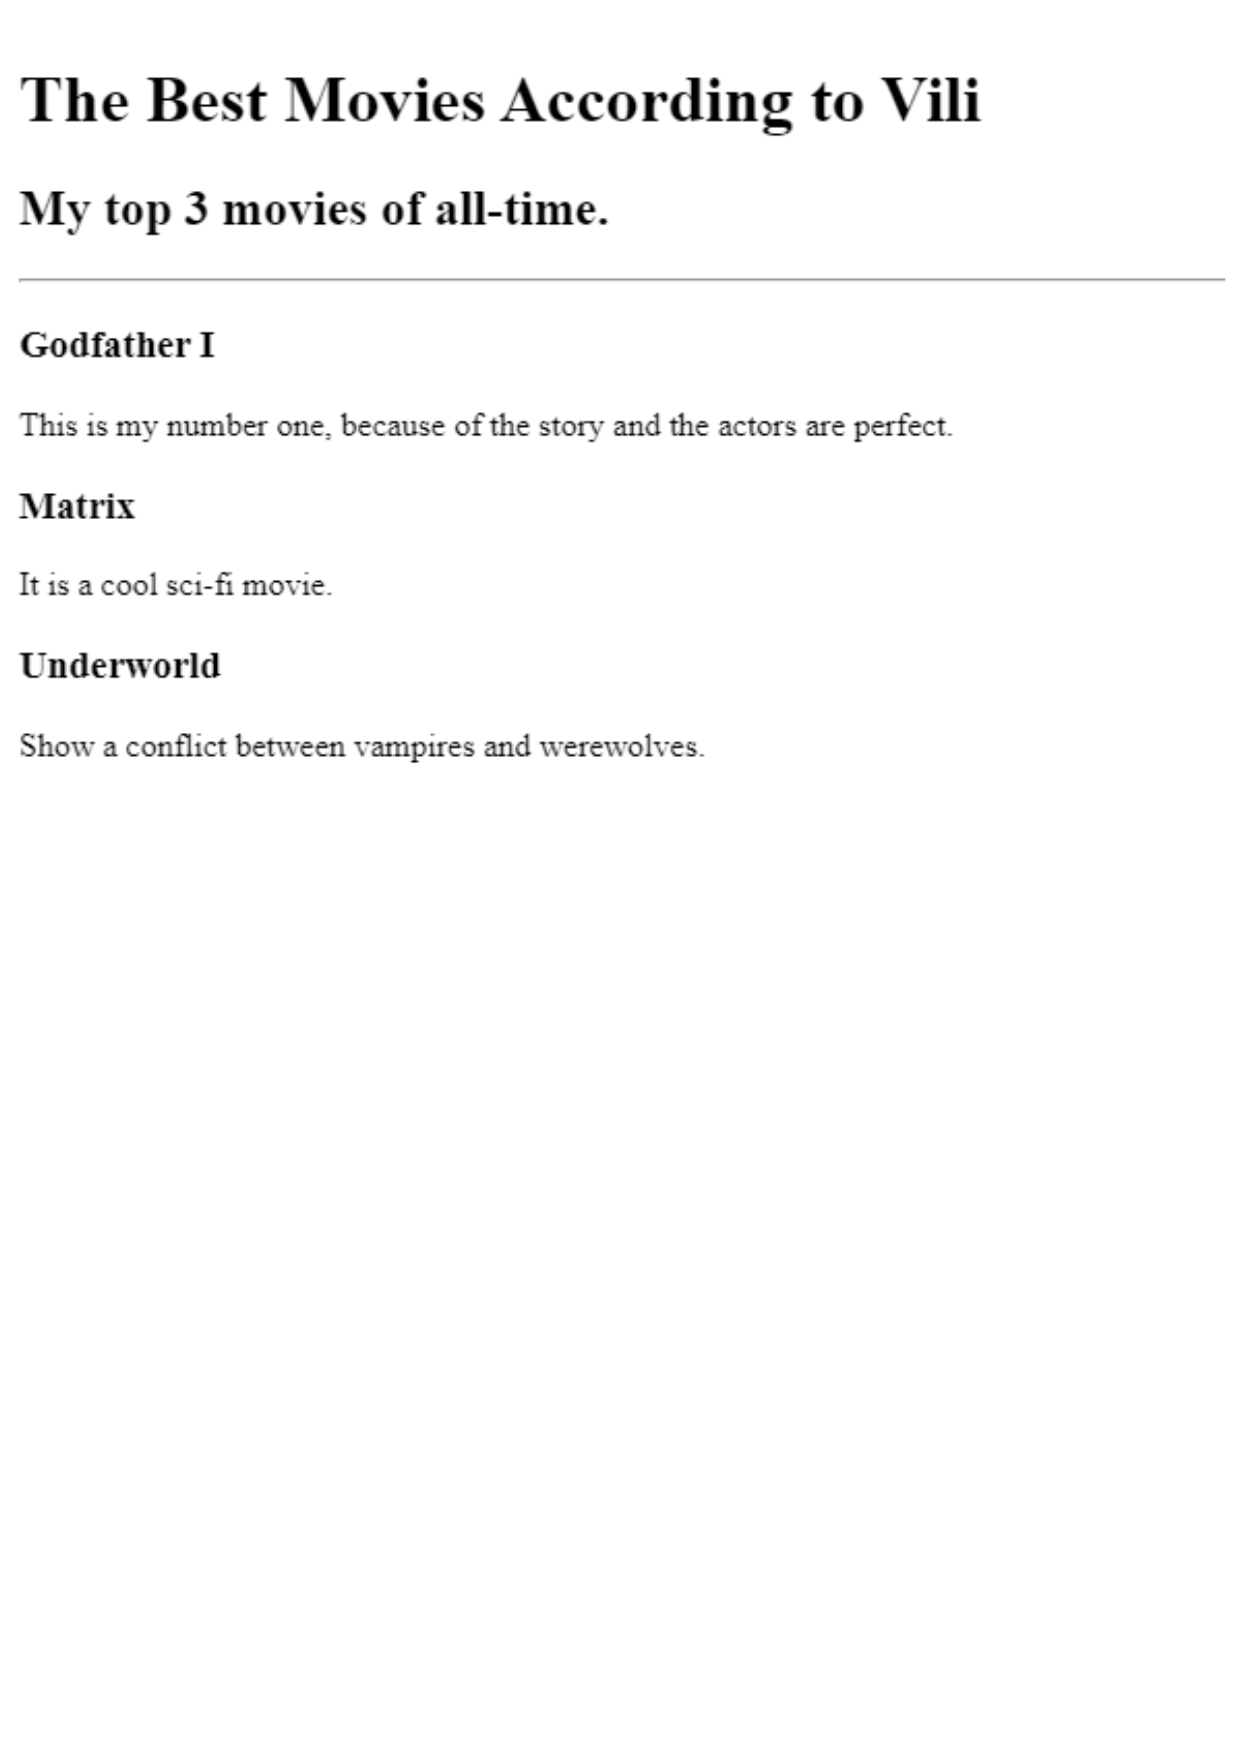 The Best Movies According to Vili
My top 3 movies of all-time.
Godfather I
This is my number one, because of the story and the actors are perfect.
Matrix
It is a cool sci-fi movie.
Underworld
Show a conflict between vampires and werewolves.